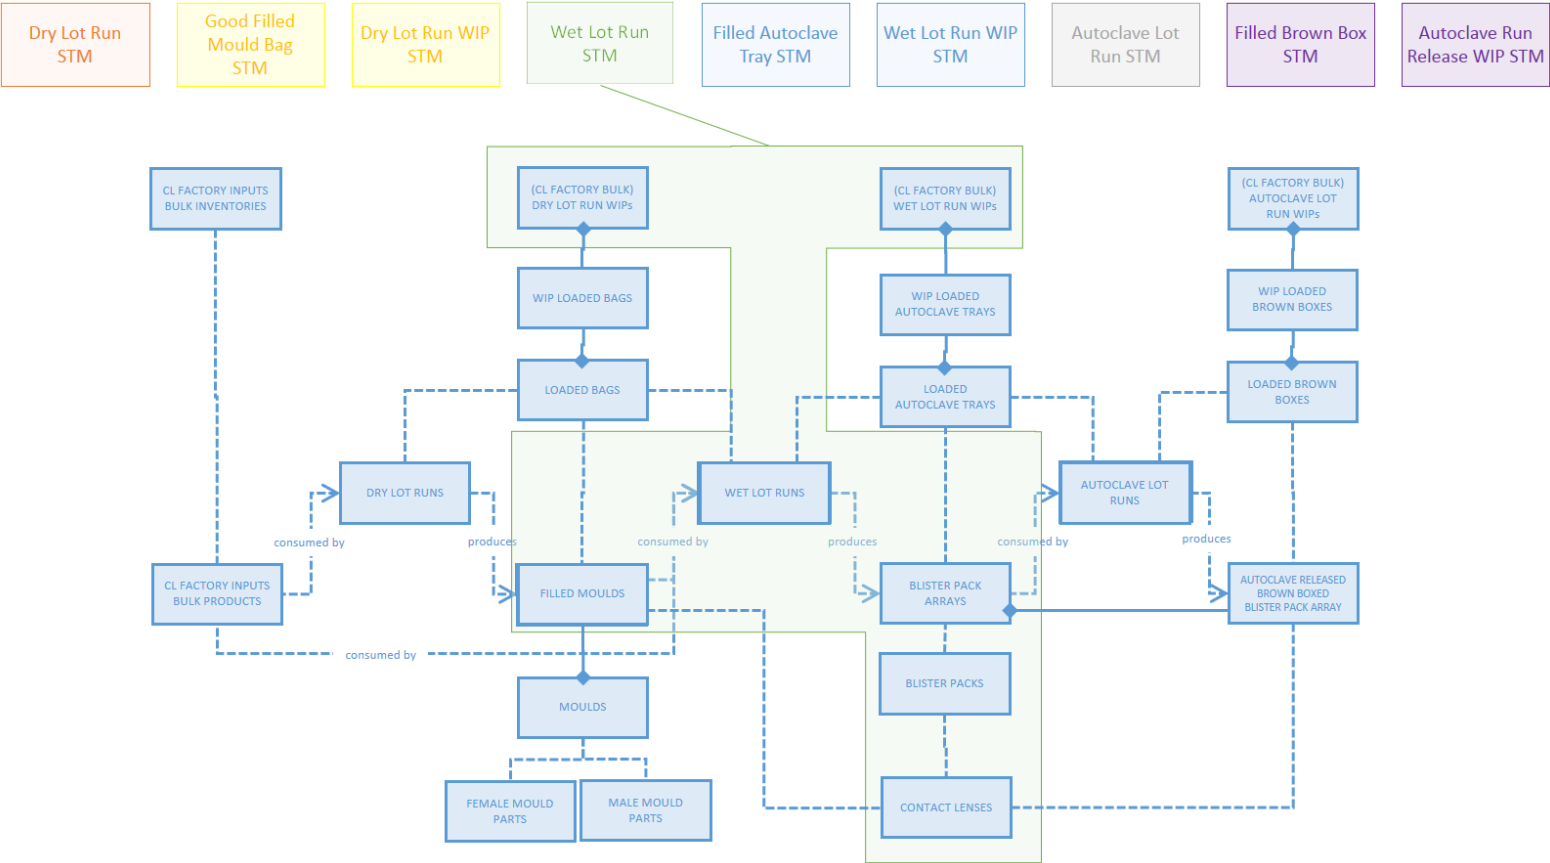 Dry Lot Run
STM
Good Filled
Mould Bag
STM
Dry Lot Run WIP
STM
Wet Lot Run
STM
Filled Autoclave
Tray STM
Wet Lot Run WIP
STM
Autoclave Lot
Run STM
Filled Brown Box
STM
Autoclave Run
Release WIP STM
CL FACTORY INPUTS
BULK INVENTORIES
(CL FACTORY BULK)
DRY LOT RUN WIPs
(CL FACTORY BULK)
WET LOT RUN WIPs
(CL FACTORY BULK)
AUTOCLAVE LOT
RUN WIPs
WIP LOADED BAGS
WIP LOADED
AUTOCLAVE TRAYS
WIP LOADED
BROWN BOXES
LOADED BAGS
LOADED
AUTOCLAVE TRAYS
LOADED BROWN
BOXES
DRY LOT RUNS
WET LOT RUNS
AUTOCLAVE LOT
RUNS
consumed by
produces
consumed by
produces
consumed by
produces
CL FACTORY INPUTS
BULK PRODUCTS
FILLED MOULDS
BLISTER PACK
ARRAYS
AUTOCLAVE RELEASED
BROWN BOXED
BLISTER PACK ARRAY
consumed by
BLISTER PACKS
MOULDS
FEMALE MOULD
PARTS
MALE MOULD
PARTS
CONTACT LENSES